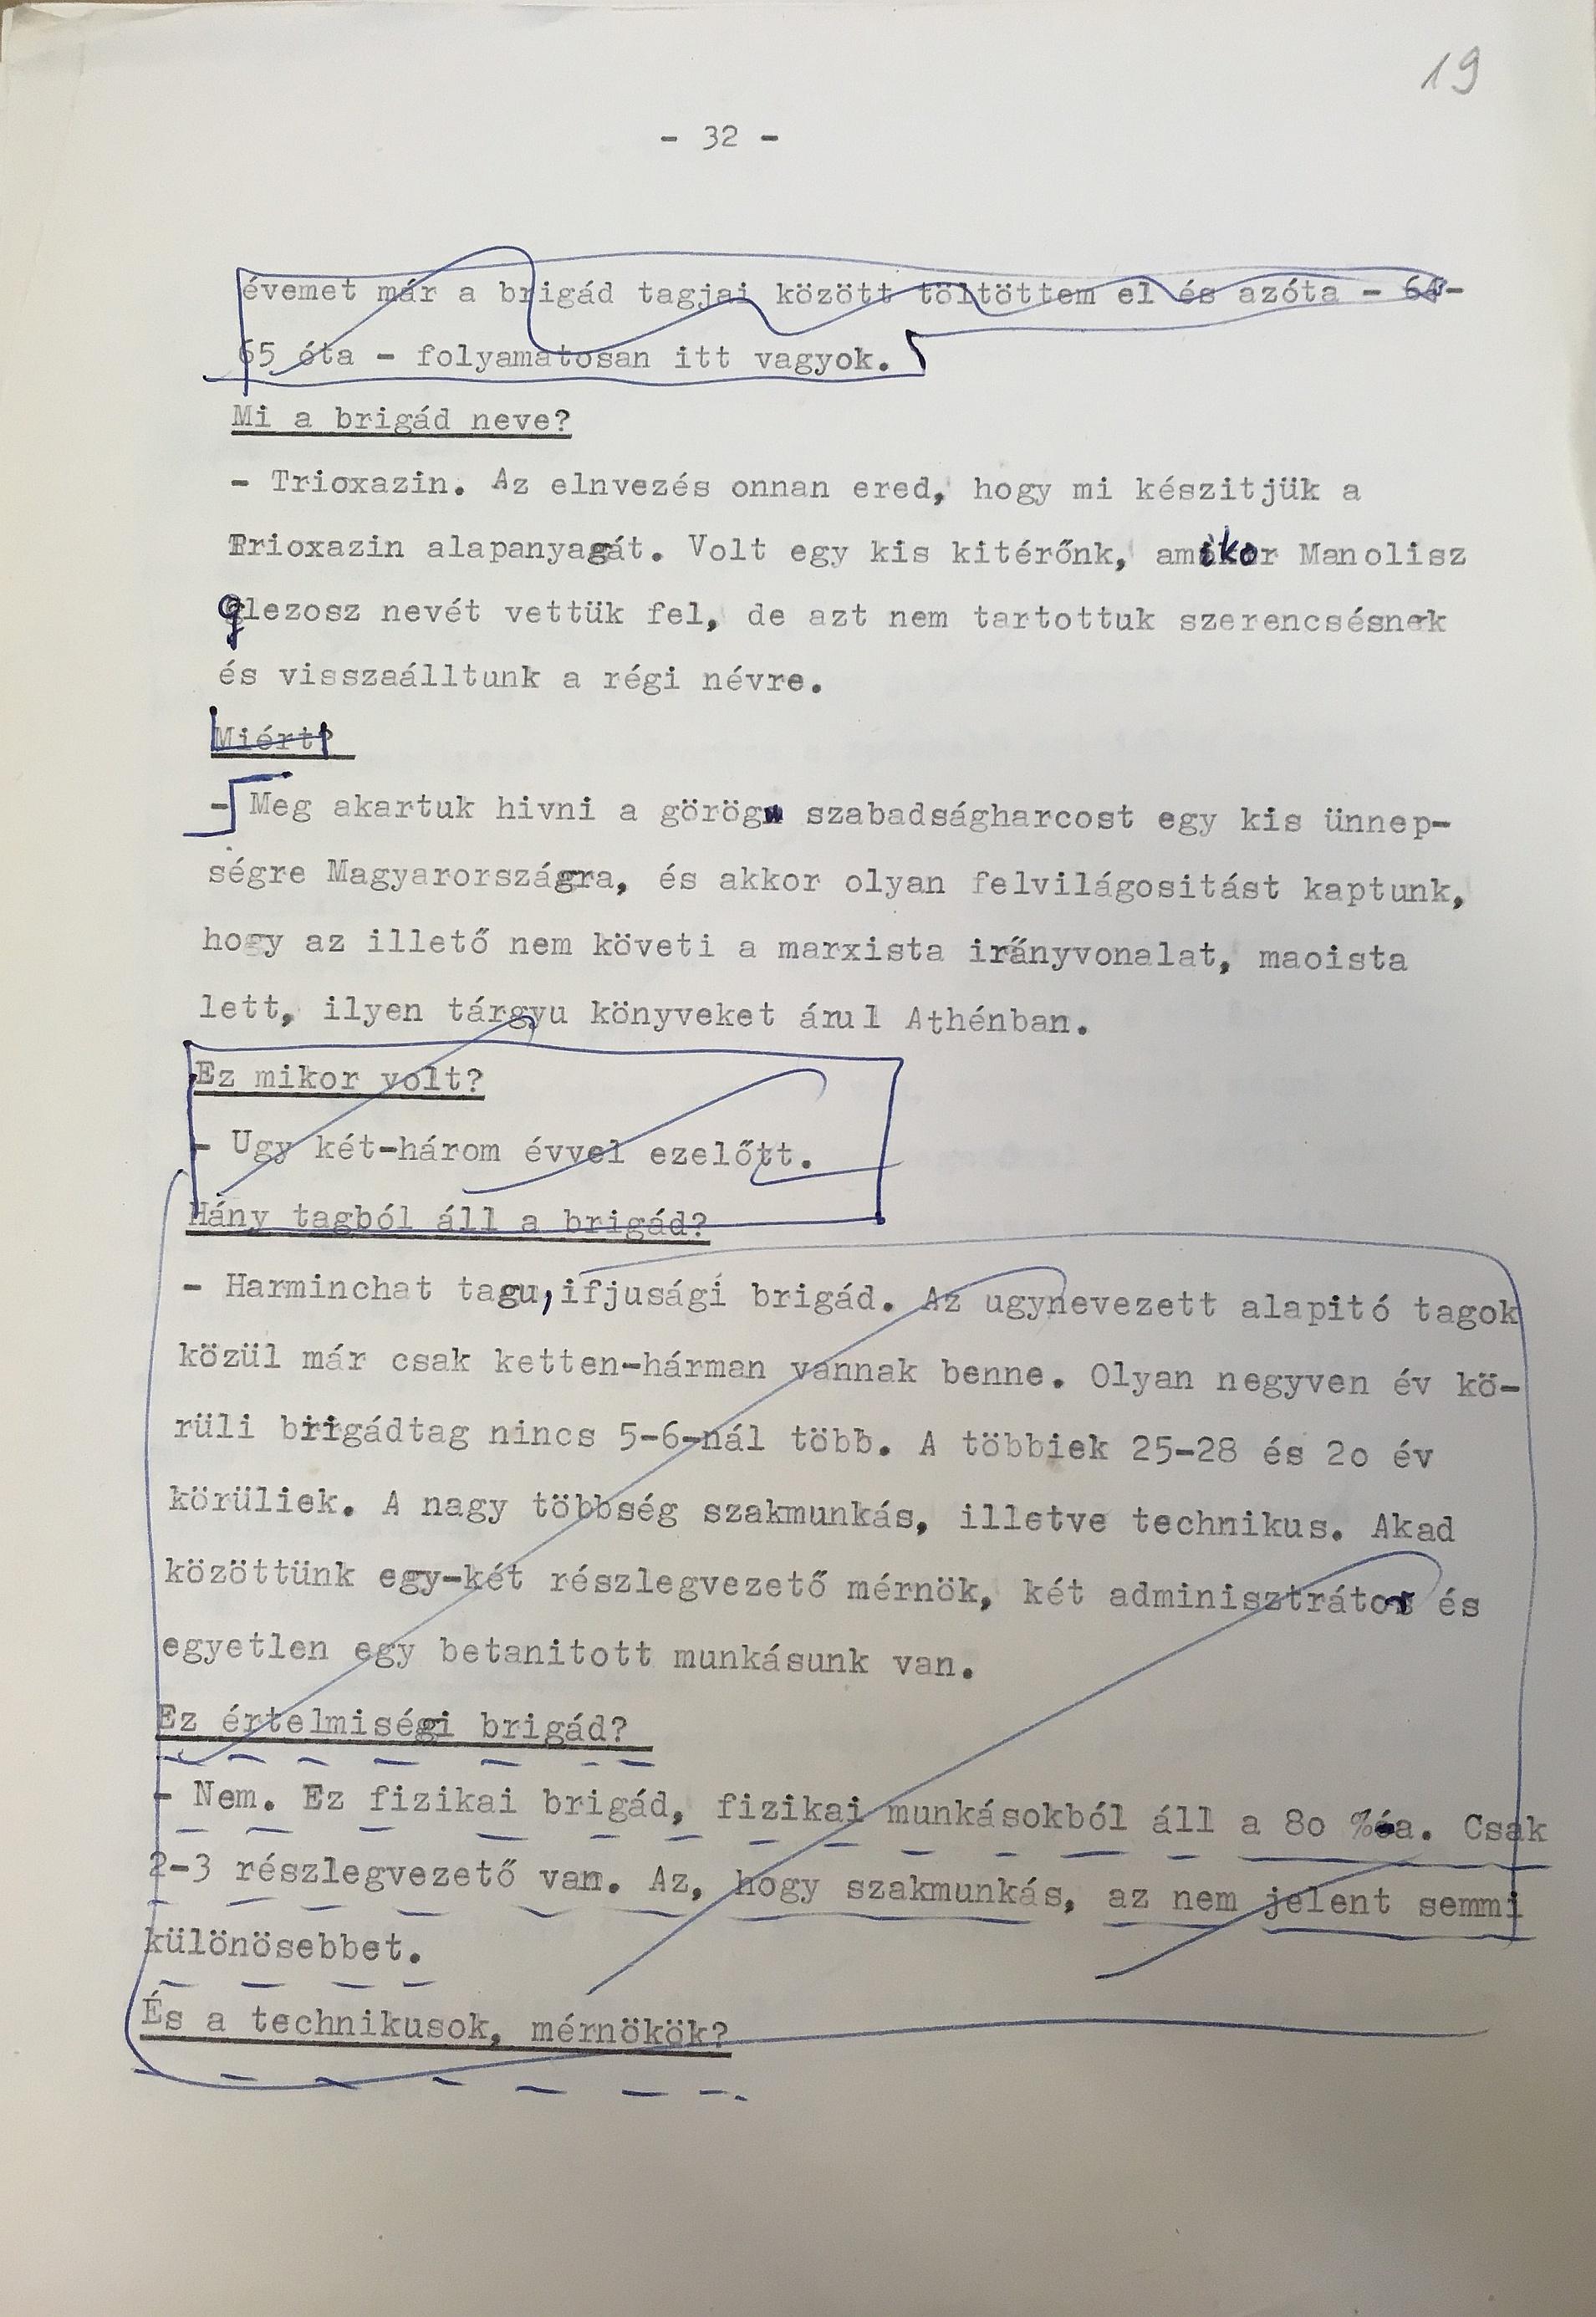 19
- 32 -
évemet már a brigád tagjai között töltöttem el és azóta - 64-
65 óta - folyamatosan itt vagyok.
Mi a brigád neve?
- Trioxazin. Az elnvezés onnan ered, hogy mi készitjük a
Trioxazin alapanyagát. Volt egy kis kitérőnk, amikor Manolisz
glezosz nevét vettük fel, de azt nem tartottuk szerencsésnek
és visszaálltunk a régi névre.
Miért?
- Meg akartuk hivni a görög szabadságharcost egy kis ünnep-
ségre Magyarországra, és akkor olyan felvilágositást kaptunk,
hogy az illető nem követi a marxista irányvonalat, maoista
lett, ilyen tárgyu könyveket árul Athénban.
Ez mikor volt?
- Ugy két-három évvel ezelőtt.
Hány tagból áll a brigád?
- Harminchat tagu, ifjusági brigád. Az ugynevezett alapitó tagok
közül már csak ketten-hárman vannak benne. Olyan negyven év kö-
rüli brigádtag nincs 5-6-nál több. A többiek 25-28 és 2o év
körüliek. A nagy többség szakmunkás, illetve technikus. Akad
közöttünk egy-két részlegvezető mérnök, két adminisztrátor és
egyetlen egy betanitott munkásunk van.
Ez értelmiségi brigád?
- Nem. Ez fizikai brigád, fizikai munkásokból áll a 8o %-a. Csak
2-3 részlegvezető van. Az, hogy szakmunkás, az nem jelent semmi
különösebbet.
És a technikusok, mérnökök?